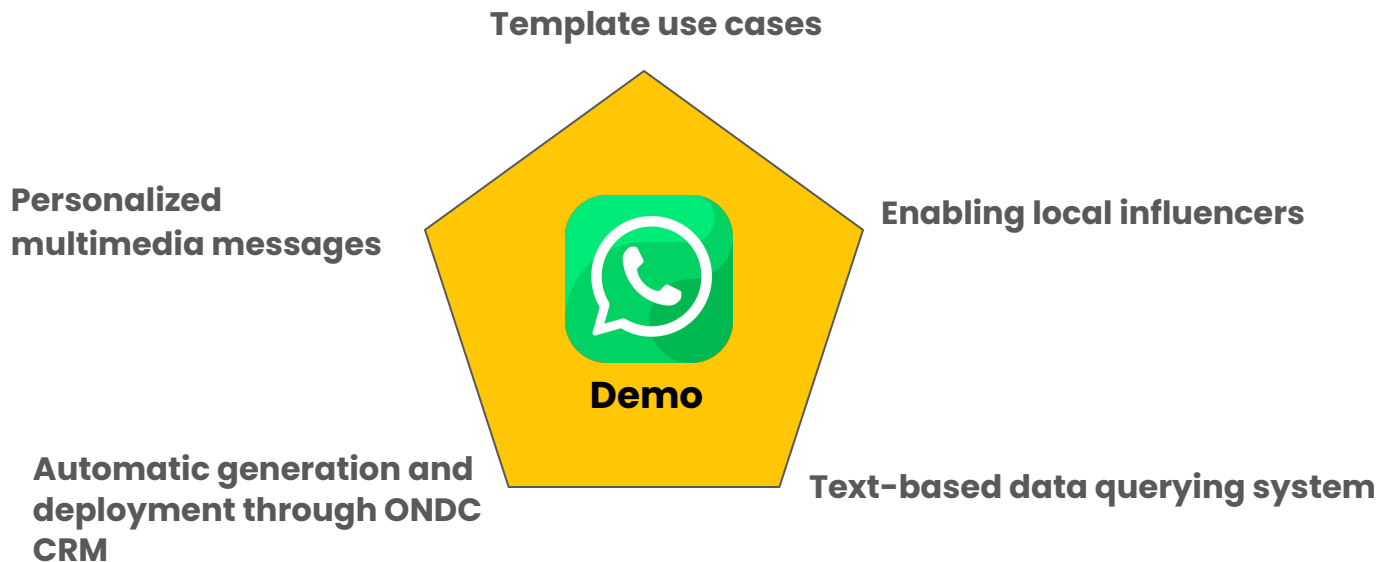 Template use cases
Personalized
multimedia messages
Enabling local influencers
Demo
Automatic generation and
deployment through ONDC
CRM
Text-based data querying system